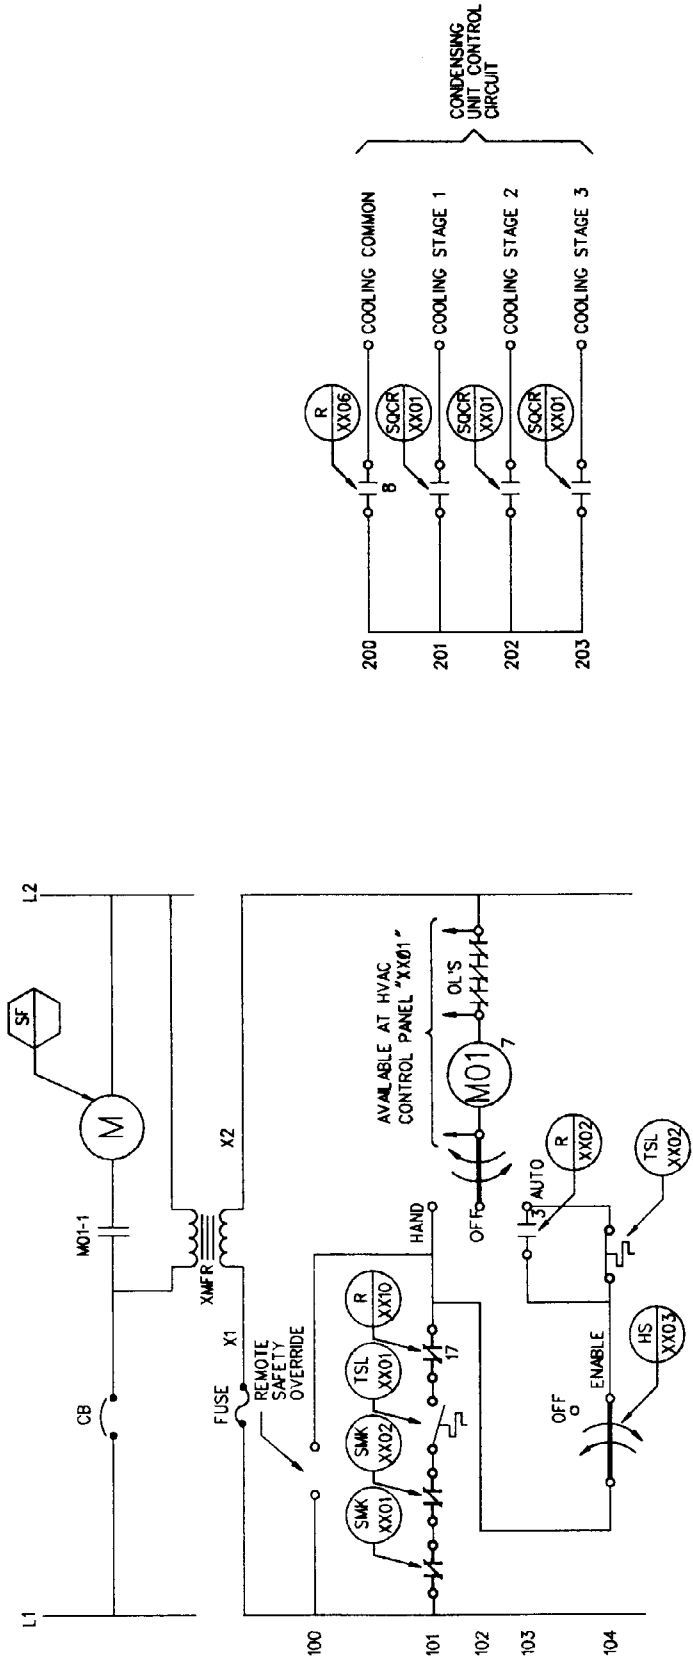 L1
L2
SF
M
M01-1
CB
XMFR
X1
X2
FUSE
REMOTE
SAFETY
OVERRIDE
AVAILABLE AT HVAC
CONTROL PANEL "XX01"
100
101
SMK
XX01
SMK
XX02
TSL
XX01
R
XX10
17
HAND
102
OFF
M01
7
OL'S
103
AUTO
3
R
XX02
104
OFF
ENABLE
HS
XX03
TSL
XX02
200
R
XX06
8
COOLING COMMON
201
SQCR
XX01
COOLING STAGE 1
202
SQCR
XX01
COOLING STAGE 2
203
SQCR
XX01
COOLING STAGE 3
CONDENSING
UNIT CONTROL
CIRCUIT